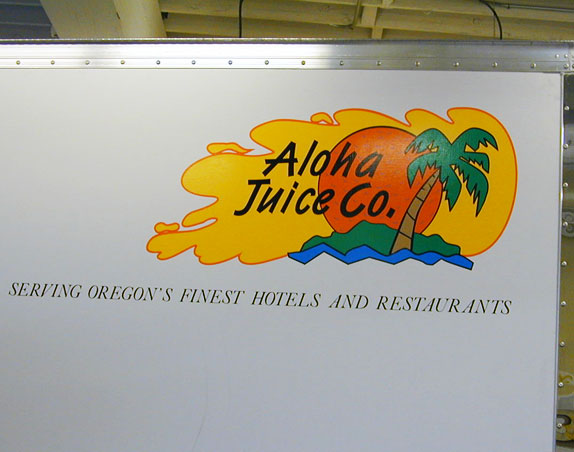 Aloha
Juice Co.
SERVING OREGON'S FINEST HOTELS AND RESTAURANTS